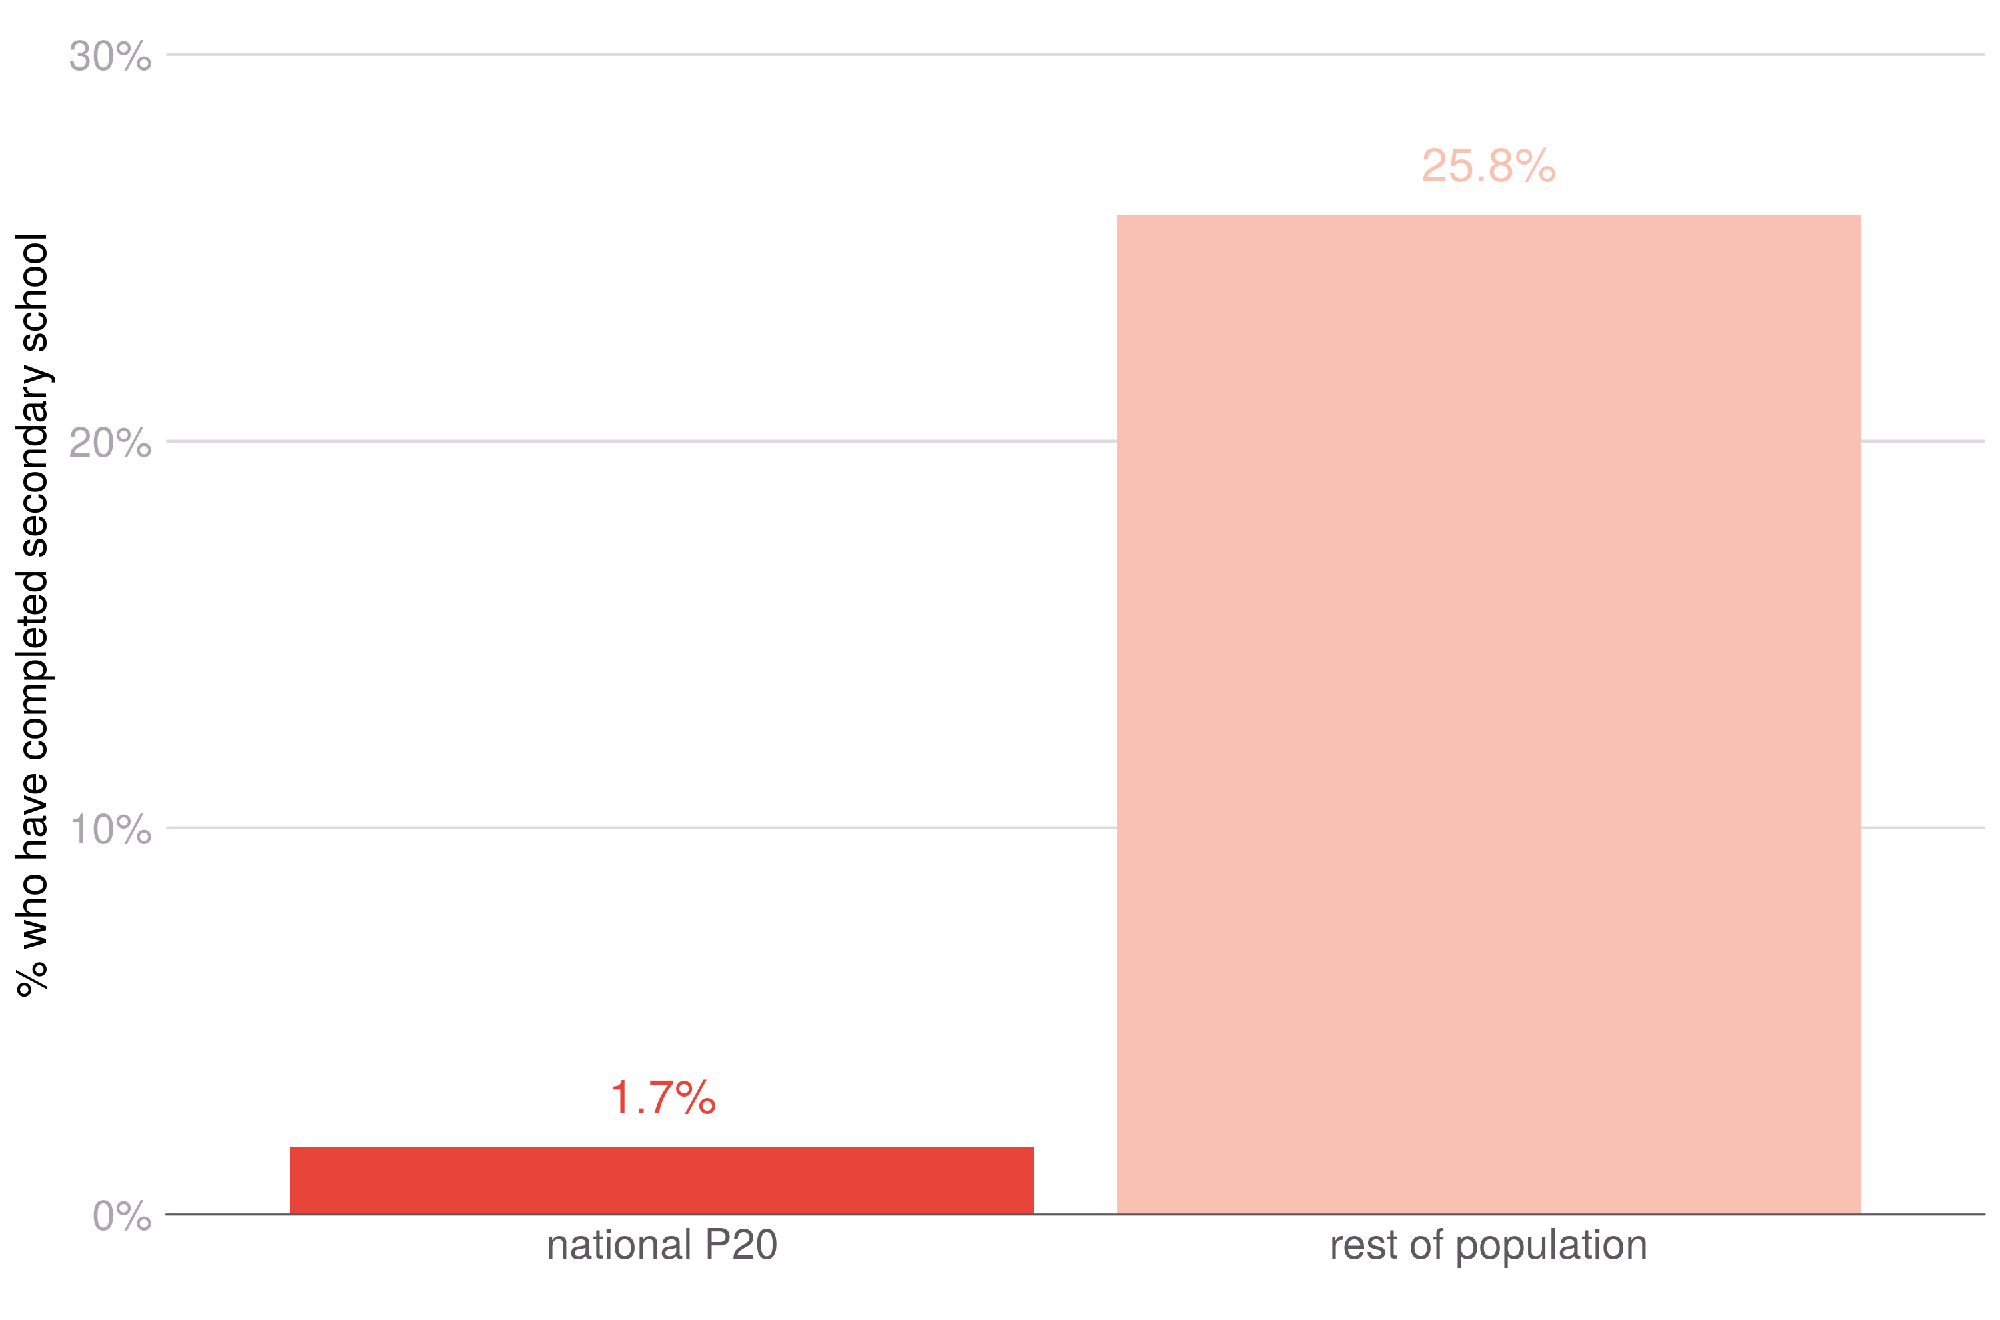 % who have completed secondary school
30%
20%
10%
0%
25.8%
1.7%
national P20
rest of population